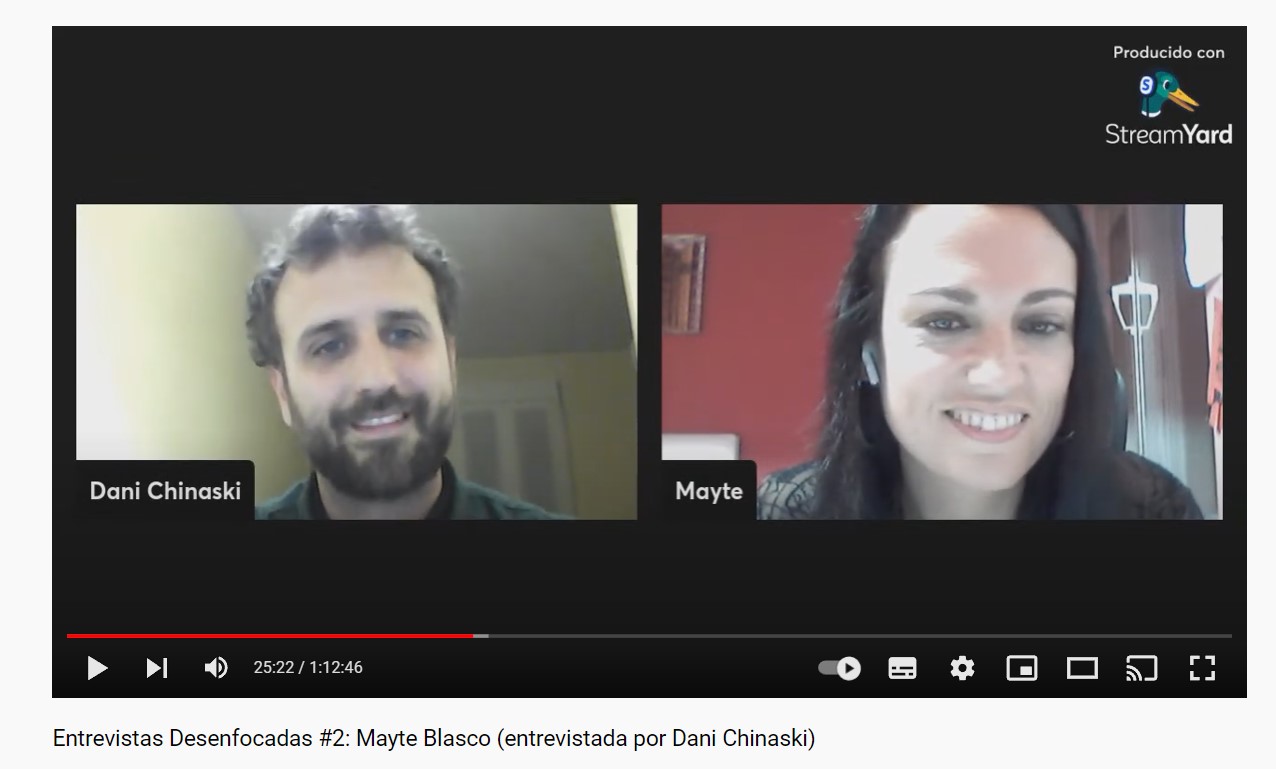 Producido con
S
StreamYard
Dani Chinaski
Mayte
25:22 / 1:12:46
Entrevistas Desenfocadas #2: Mayte Blasco (entrevistada por Dani Chinaski)